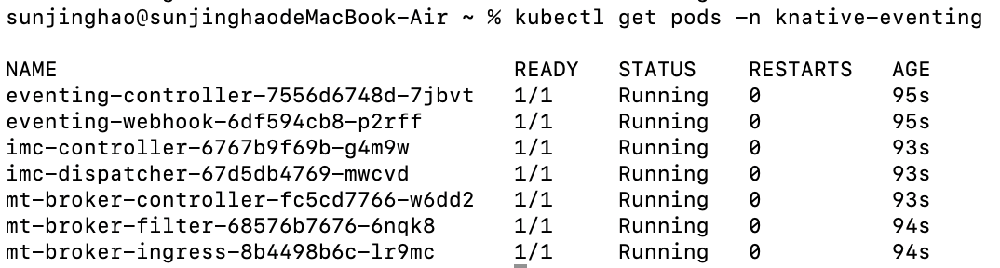 sunjinghao@sunjinghaodeMacBook-Air ~ % kubectl get pods -n knative-eventing
NAME READY STATUS RESTARTS AGE
eventing-controller-7556d6748d-7jbvt 1/1 Running 0 95s
eventing-webhook-6df594cb8-p2rff 1/1 Running 0 95s
imc-controller-6767b9f69b-g4m9w 1/1 Running 0 93s
imc-dispatcher-67d5db4769-mwcvd 1/1 Running 0 93s
mt-broker-controller-fc5cd7766-w6dd2 1/1 Running 0 93s
mt-broker-filter-68576b7676-6nqk8 1/1 Running 0 94s
mt-broker-ingress-8b4498b6c-lr9mc 1/1 Running 0 94s